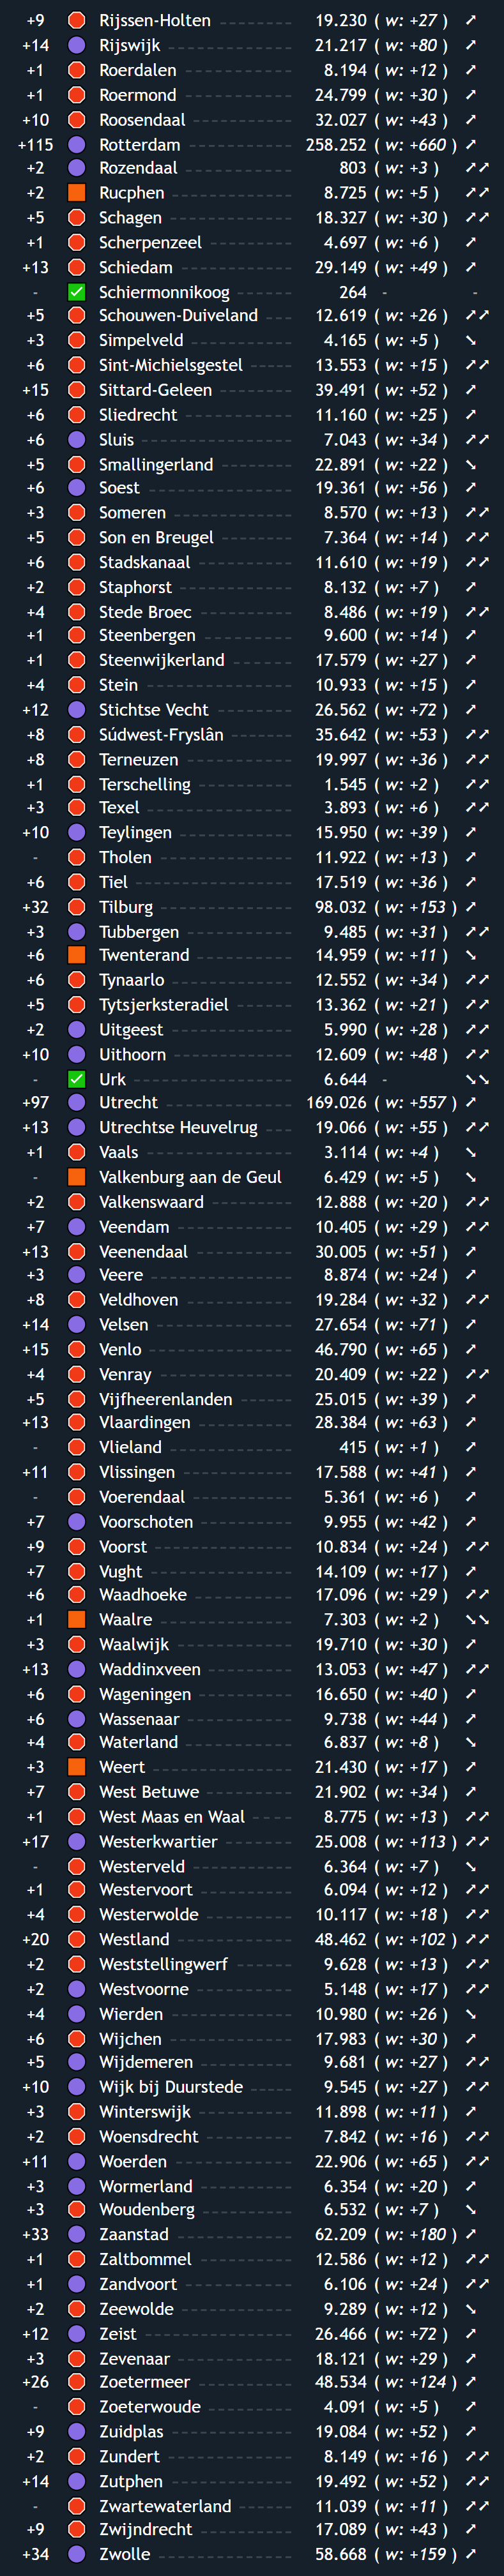 +9 Rijssen-Holten 19.230 ( w: +27 ) ➚
+14 Rijswijk 21.217 ( w: +80 ) ➚
+1 Roerdalen 8.194 ( w: +12 ) ➚
+1 Roermond 24.799 ( w: +30 ) ➚
+10 Roosendaal 32.027 ( w: +43 ) ➚
+115 Rotterdam 258.252 ( w: +660 ) ➚
+2 Rozendaal 803 ( w: +3 ) ➚➚
+2 Rucphen 8.725 ( w: +5 ) ➚➚
+5 Schagen 18.327 ( w: +30 ) ➚➚
+1 Scherpenzeel 4.697 ( w: +6 ) ➚
+13 Schiedam 29.149 ( w: +49 ) ➚
- Schiermonnikoog 264 - -
+5 Schouwen-Duiveland 12.619 ( w: +26 ) ➚➚
+3 Simpelveld 4.165 ( w: +5 ) ➘
+6 Sint-Michielsgestel 13.553 ( w: +15 ) ➚➚
+15 Sittard-Geleen 39.491 ( w: +52 ) ➚
+6 Sliedrecht 11.160 ( w: +25 ) ➚
+6 Sluis 7.043 ( w: +34 ) ➚➚
+5 Smallingerland 22.891 ( w: +22 ) ➘
+6 Soest 19.361 ( w: +56 ) ➚
+3 Someren 8.570 ( w: +13 ) ➚➚
+5 Son en Breugel 7.364 ( w: +14 ) ➚➚
+6 Stadskanaal 11.610 ( w: +19 ) ➚➚
+2 Staphorst 8.132 ( w: +7 ) ➚
+4 Stede Broec 8.486 ( w: +19 ) ➚➚
+1 Steenbergen 9.600 ( w: +14 ) ➚
+1 Steenwijkerland 17.579 ( w: +27 ) ➚
+4 Stein 10.933 ( w: +15 ) ➚
+12 Stichtse Vecht 26.562 ( w: +72 ) ➚
+8 Súdwest-Fryslân 35.642 ( w: +53 ) ➚➚
+8 Terneuzen 19.997 ( w: +36 ) ➚➚
+1 Terschelling 1.545 ( w: +2 ) ➚➚
+3 Texel 3.893 ( w: +6 ) ➚➚
+10 Teylingen 15.950 ( w: +39 ) ➚
- Tholen 11.922 ( w: +13 ) ➚
+6 Tiel 17.519 ( w: +36 ) ➚
+32 Tilburg 98.032 ( w: +153 ) ➚
+3 Tubbergen 9.485 ( w: +31 ) ➚➚
+6 Twenterand 14.959 ( w: +11 ) ➘
+6 Tynaarlo 12.552 ( w: +34 ) ➚➚
+5 Tytsjerksteradiel 13.362 ( w: +21 ) ➚➚
+2 Uitgeest 5.990 ( w: +28 ) ➚➚
+10 Uithoorn 12.609 ( w: +48 ) ➚➚
- Urk 6.644 - ➘➘
+97 Utrecht 169.026 ( w: +557 ) ➚
+13 Utrechtse Heuvelrug 19.066 ( w: +55 ) ➚➚
+1 Vaals 3.114 ( w: +4 ) ➘
- Valkenburg aan de Geul 6.429 ( w: +5 ) ➘
+2 Valkenswaard 12.888 ( w: +20 ) ➚➚
+7 Veendam 10.405 ( w: +29 ) ➚➚
+13 Veenendaal 30.005 ( w: +51 ) ➚
+3 Veere 8.874 ( w: +24 ) ➚
+8 Veldhoven 19.284 ( w: +32 ) ➚➚
+14 Velsen 27.654 ( w: +71 ) ➚
+15 Venlo 46.790 ( w: +65 ) ➚
+4 Venray 20.409 ( w: +22 ) ➚➚
+5 Vijfheerenlanden 25.015 ( w: +39 ) ➚
+13 Vlaardingen 28.384 ( w: +63 ) ➚
- Vlieland 415 ( w: +1 ) ➚
+11 Vlissingen 17.588 ( w: +41 ) ➚
- Voerendaal 5.361 ( w: +6 ) ➚
+7 Voorschoten 9.955 ( w: +42 ) ➚
+9 Voorst 10.834 ( w: +24 ) ➚➚
+7 Vught 14.109 ( w: +17 ) ➚
+6 Waadhoeke 17.096 ( w: +29 ) ➚➚
+1 Waalre 7.303 ( w: +2 ) ➘➘
+3 Waalwijk 19.710 ( w: +30 ) ➚
+13 Waddinxveen 13.053 ( w: +47 ) ➚➚
+6 Wageningen 16.650 ( w: +40 ) ➚
+6 Wassenaar 9.738 ( w: +44 ) ➚
+4 Waterland 6.837 ( w: +8 ) ➘
+3 Weert 21.430 ( w: +17 ) ➚
+7 West Betuwe 21.902 ( w: +34 ) ➚
+1 West Maas en Waal 8.775 ( w: +13 ) ➚➚
+17 Westerkwartier 25.008 ( w: +113 ) ➚➚
- Westerveld 6.364 ( w: +7 ) ➘
+1 Westervoort 6.094 ( w: +12 ) ➚➚
+4 Westerwolde 10.117 ( w: +18 ) ➚➚
+20 Westland 48.462 ( w: +102 ) ➚➚
+2 Weststellingwerf 9.628 ( w: +13 ) ➚➚
+2 Westvoorne 5.148 ( w: +17 ) ➚➚
+4 Wierden 10.980 ( w: +26 ) ➘
+6 Wijchen 17.983 ( w: +30 ) ➚
+5 Wijdemeren 9.681 ( w: +27 ) ➚➚
+10 Wijk bij Duurstede 9.545 ( w: +27 ) ➚➚
+3 Winterswijk 11.898 ( w: +11 ) ➚
+2 Woensdrecht 7.842 ( w: +16 ) ➚➚
+11 Woerden 22.906 ( w: +65 ) ➚➚
+3 Wormerland 6.354 ( w: +20 ) ➚
+3 Woudenberg 6.532 ( w: +7 ) ➘
+33 Zaanstad 62.209 ( w: +180 ) ➚
+1 Zaltbommel 12.586 ( w: +12 ) ➚➚
+1 Zandvoort 6.106 ( w: +24 ) ➚➚
+2 Zeewolde 9.289 ( w: +12 ) ➘
+12 Zeist 26.466 ( w: +72 ) ➚
+3 Zevenaar 18.121 ( w: +29 ) ➚
+26 Zoetermeer 48.534 ( w: +124 ) ➚
- Zoeterwoude 4.091 ( w: +5 ) ➚
+9 Zuidplas 19.084 ( w: +52 ) ➚
+2 Zundert 8.149 ( w: +16 ) ➚➚
+14 Zutphen 19.492 ( w: +52 ) ➚➚
- Zwartewaterland 11.039 ( w: +11 ) ➚➚
+9 Zwijndrecht 17.089 ( w: +43 ) ➚
+34 Zwolle 58.668 ( w: +159 ) ➚